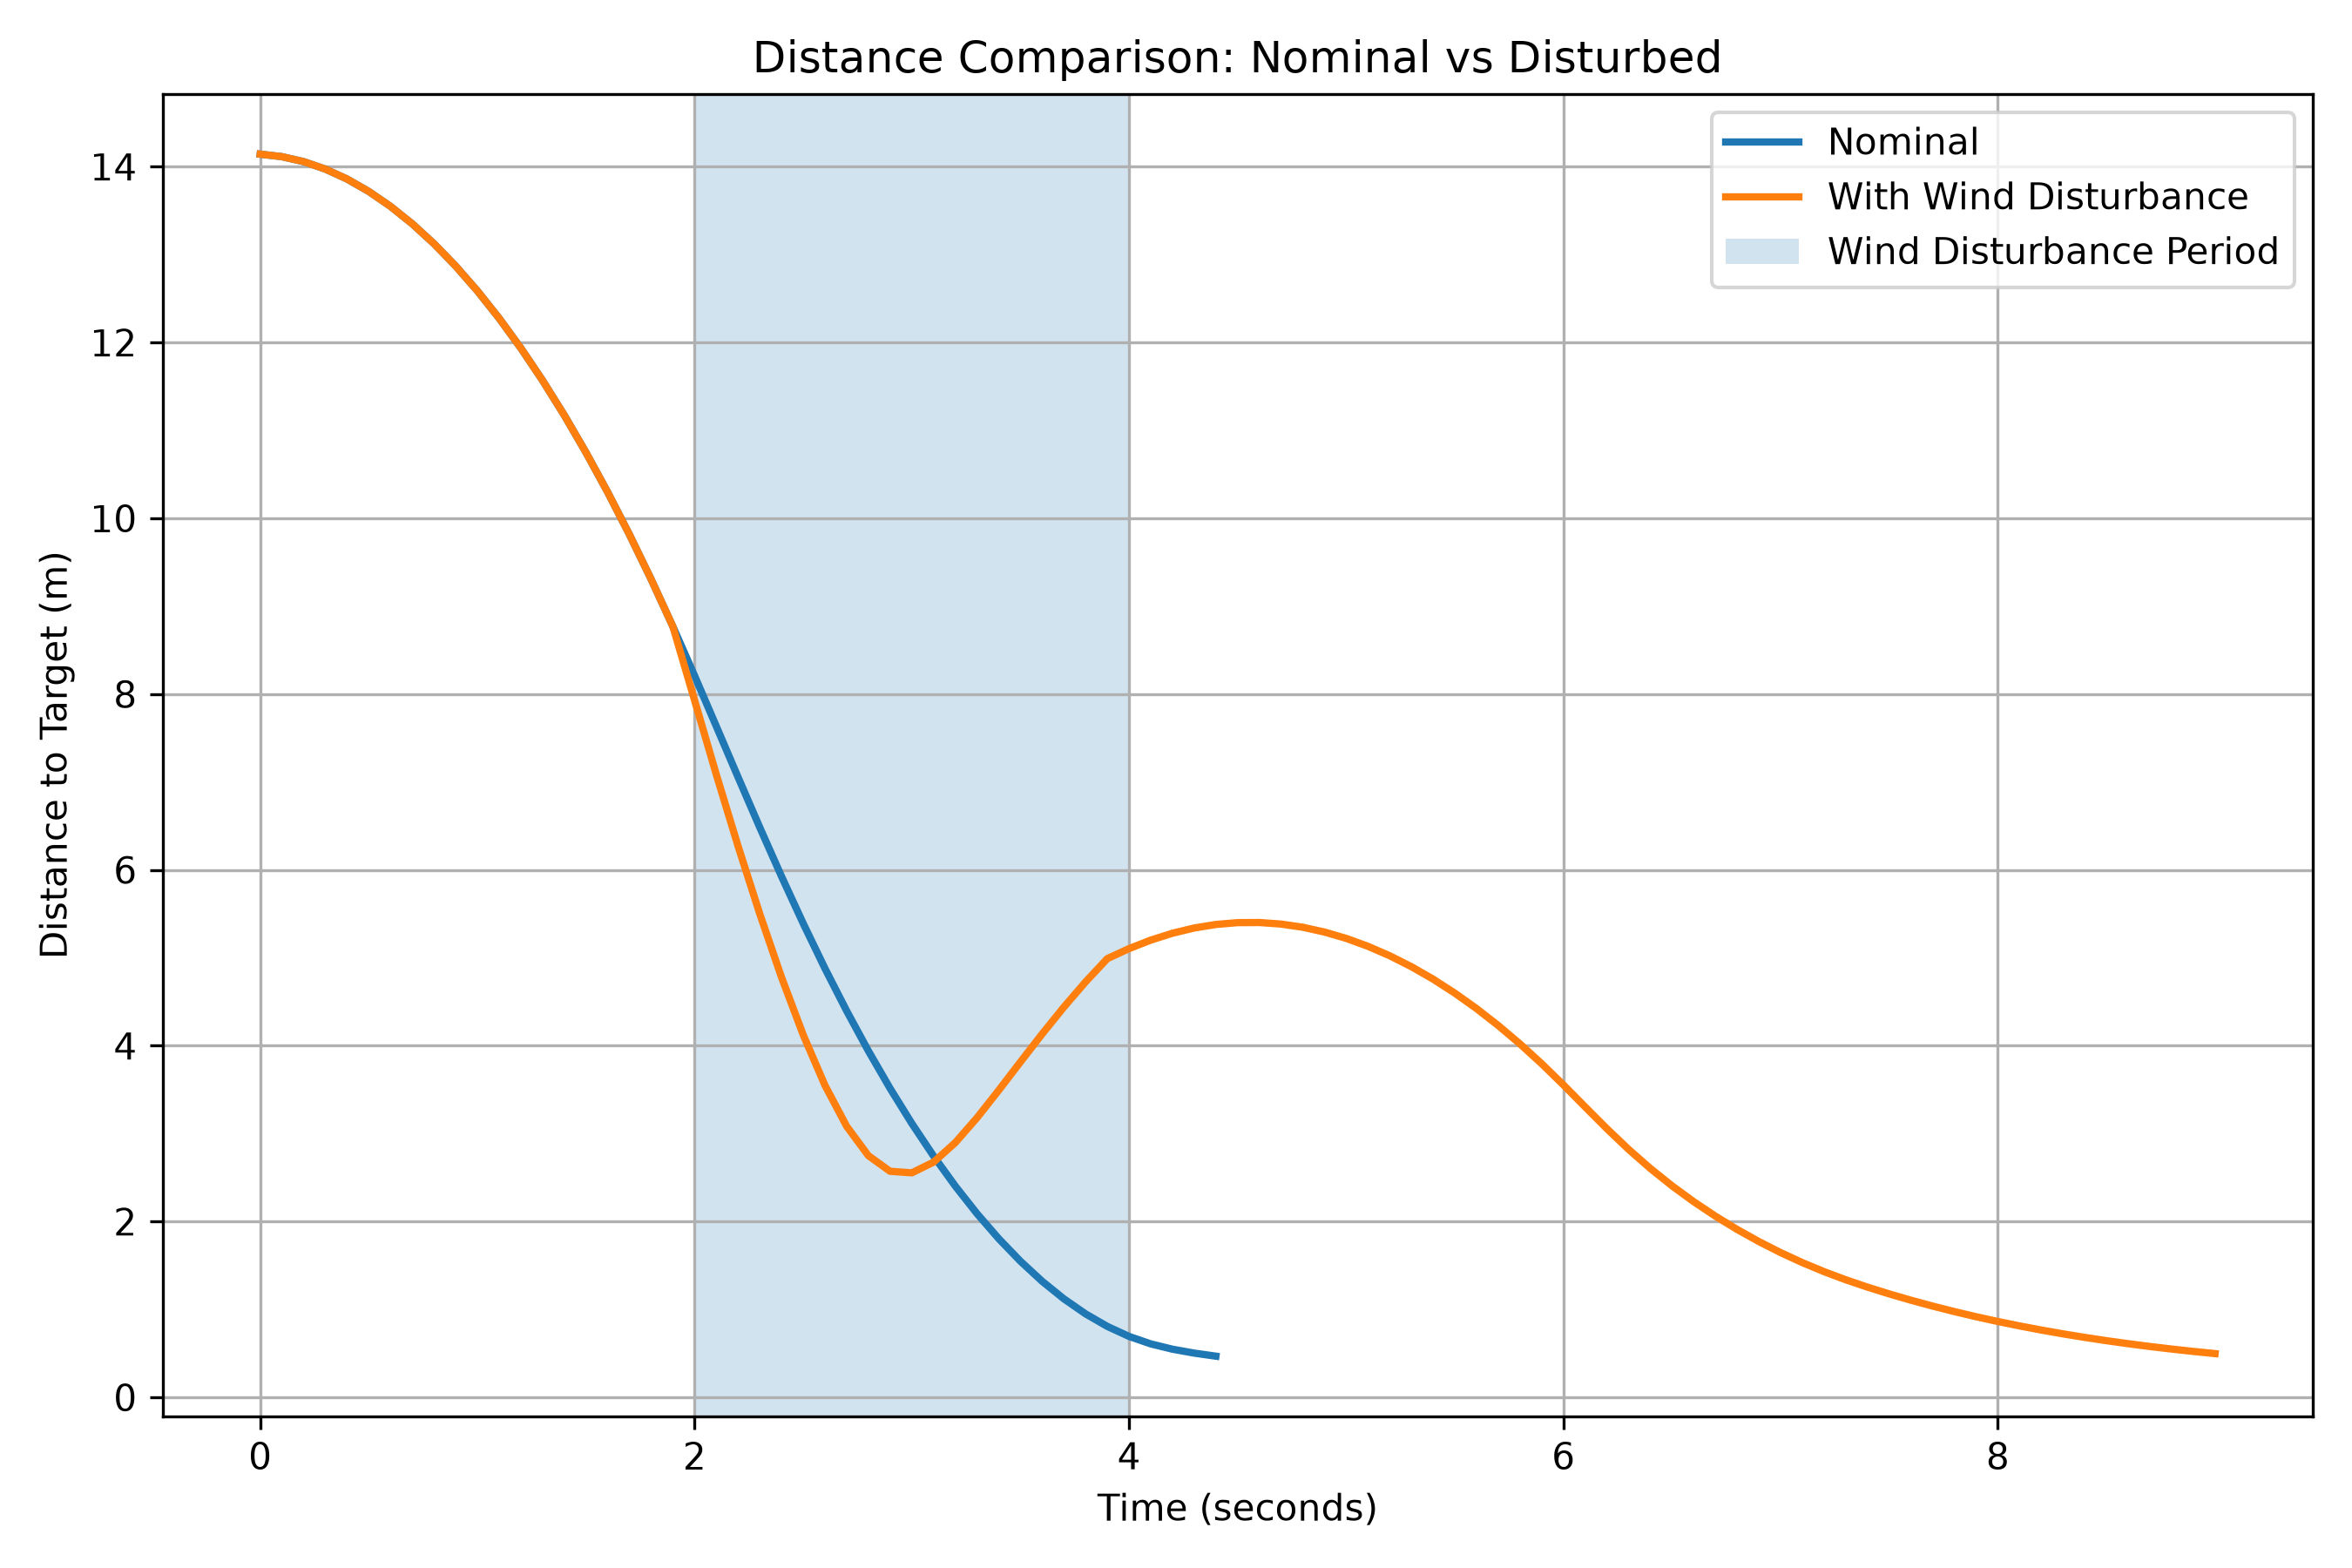 Distance Comparison: Nominal vs Disturbed
Nominal
With Wind Disturbance
Wind Disturbance Period
Distance to Target (m)
14
12
10
8
6
4
2
0
0 2 4 6 8
Time (seconds)